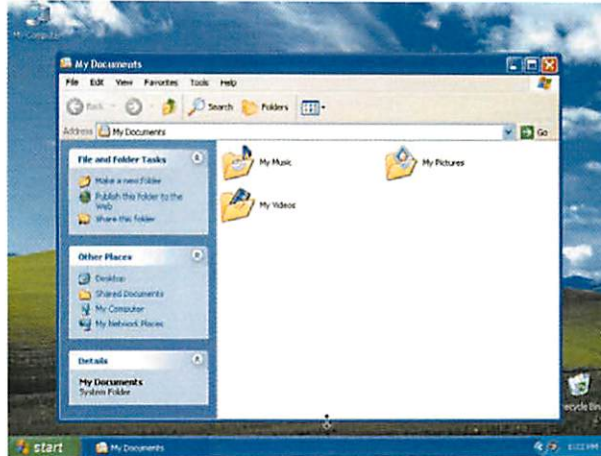 My Computer
My Documents
File Edit View Favorites Tools Help
Back Search Folders
Address My Documents Go
File and Folder Tasks
Make a new folder
Publish this folder to the
Web
Share this folder
My Music
My Pictures
My Videos
Other Places
Desktop
Shared Documents
My Computer
My Network Places
Details
My Documents
System Folder
Recycle Bin
start My Documents